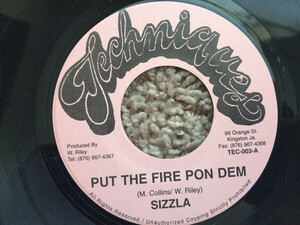 Techniques
Produced By
W. Riley
Tel: (876) 967-4367
99 Orange St.
Kingston Ja.
Fax: (876) 967-4368
TEC-003-A
PUT THE FIRE PON DEM
(M. Collins/ W. Riley)
SIZZLA
All Rights Reserved / Unauthorized Copying Strictly Prohibited